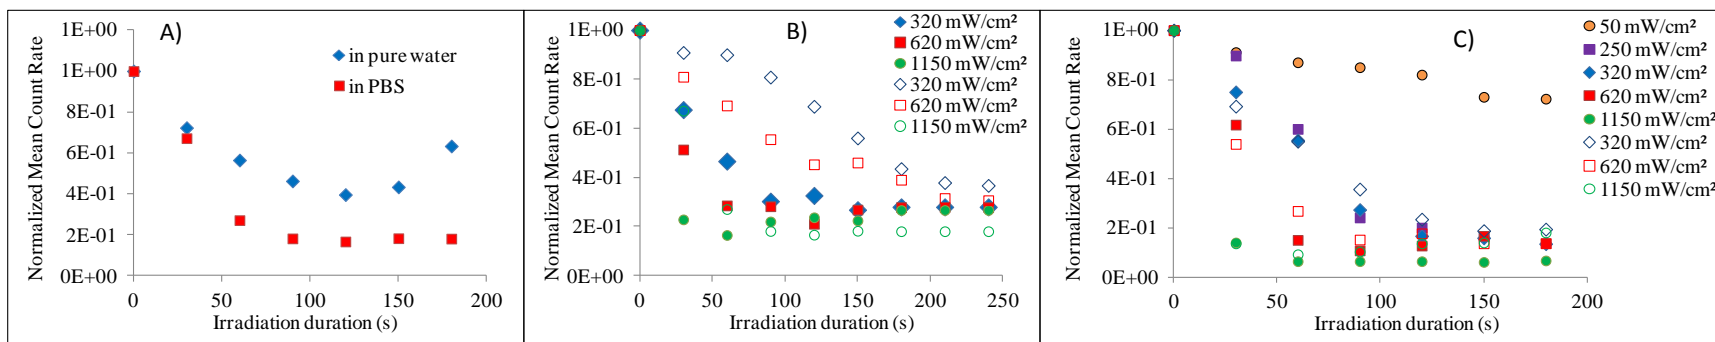 A)
Normalized Mean Count Rate
1E+00
1E+00
8E-01
6E-01
4E-01
2E-01
0E+00
in pure water
in PBS
0 50 100 150 200
Irradiation duration (s)
B)
Normalized Mean Count Rate
1E+00
8E-01
6E-01
4E-01
2E-01
0E+00
320 mW/cm²
620 mW/cm²
1150 mW/cm²
320 mW/cm²
620 mW/cm²
1150 mW/cm²
0 50 100 150 200 250
Irradiation duration (s)
C)
Normalized Mean Count Rate
1E+00
8E-01
6E-01
4E-01
2E-01
0E+00
50 mW/cm²
250 mW/cm²
320 mW/cm²
620 mW/cm²
1150 mW/cm²
320 mW/cm²
620 mW/cm²
1150 mW/cm²
0 50 100 150 200
Irradiation duration (s)